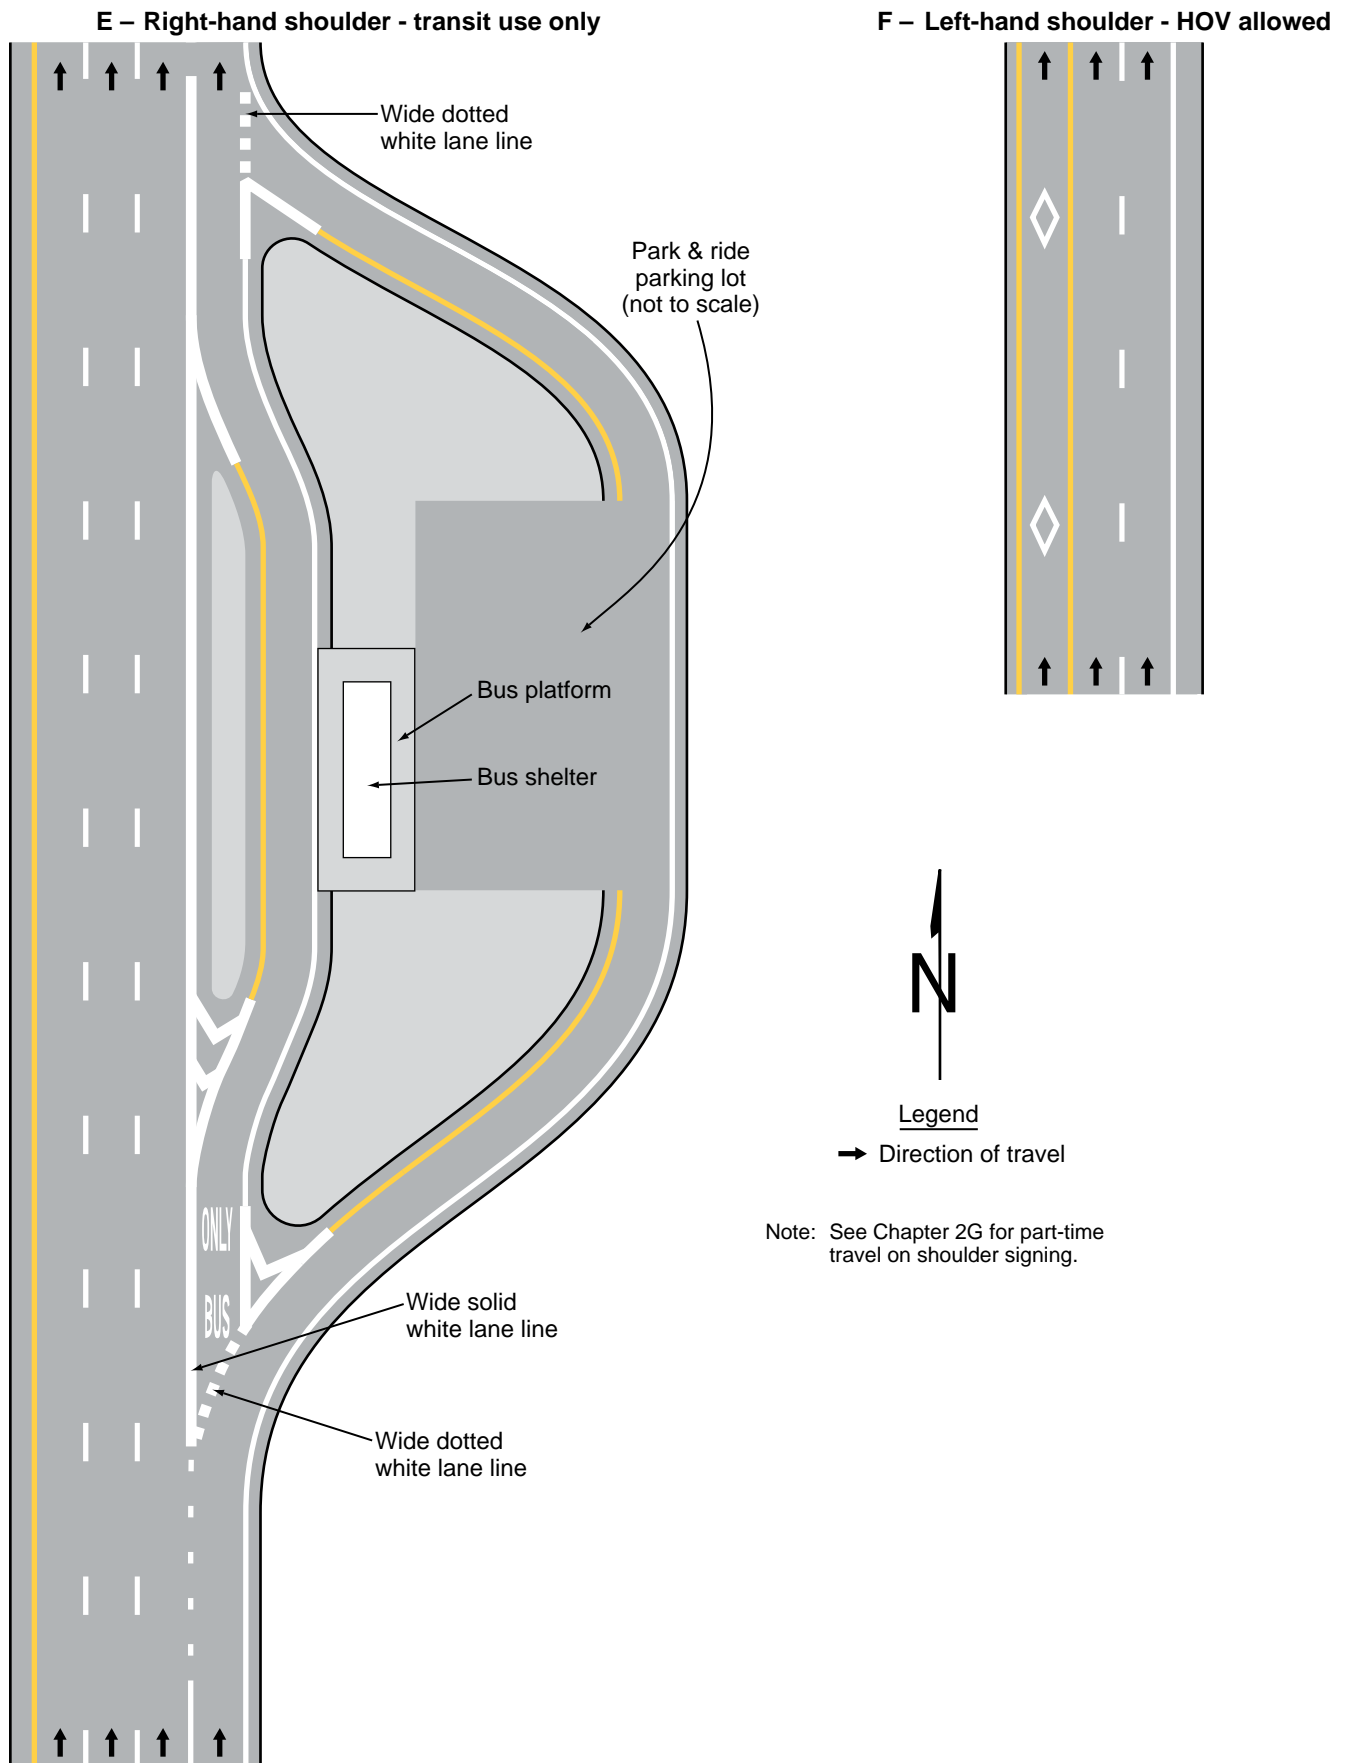 E – Right-hand shoulder - transit use only
F – Left-hand shoulder - HOV allowed
Wide dotted
white lane line
Park & ride
parking lot
(not to scale)
Bus platform
Bus shelter
N
Legend
Direction of travel
Note: See Chapter 2G for part-time
travel on shoulder signing.
ONLY
BUS
Wide solid
white lane line
Wide dotted
white lane line